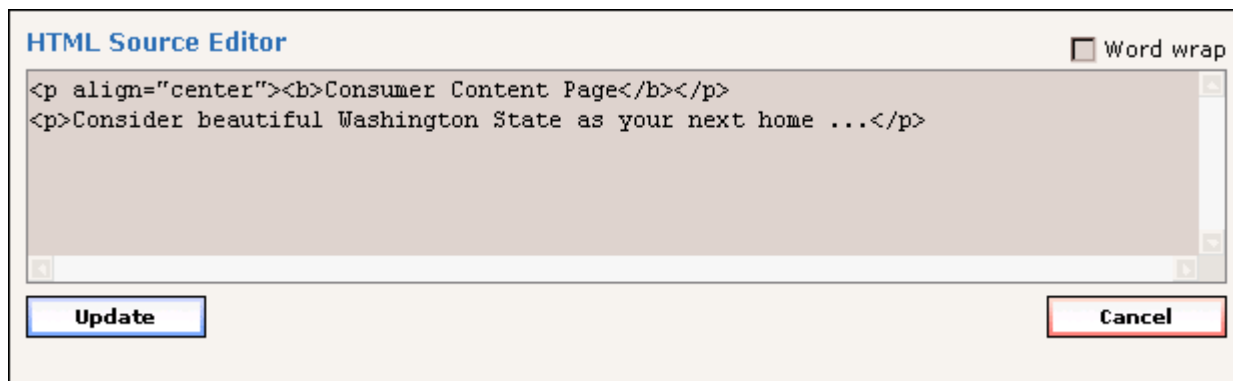 HTML Source Editor
Word wrap
<p align="center"><b>Consumer Content Page</b></p>
<p>Consider beautiful Washington State as your next home ...</p>
Update
Cancel